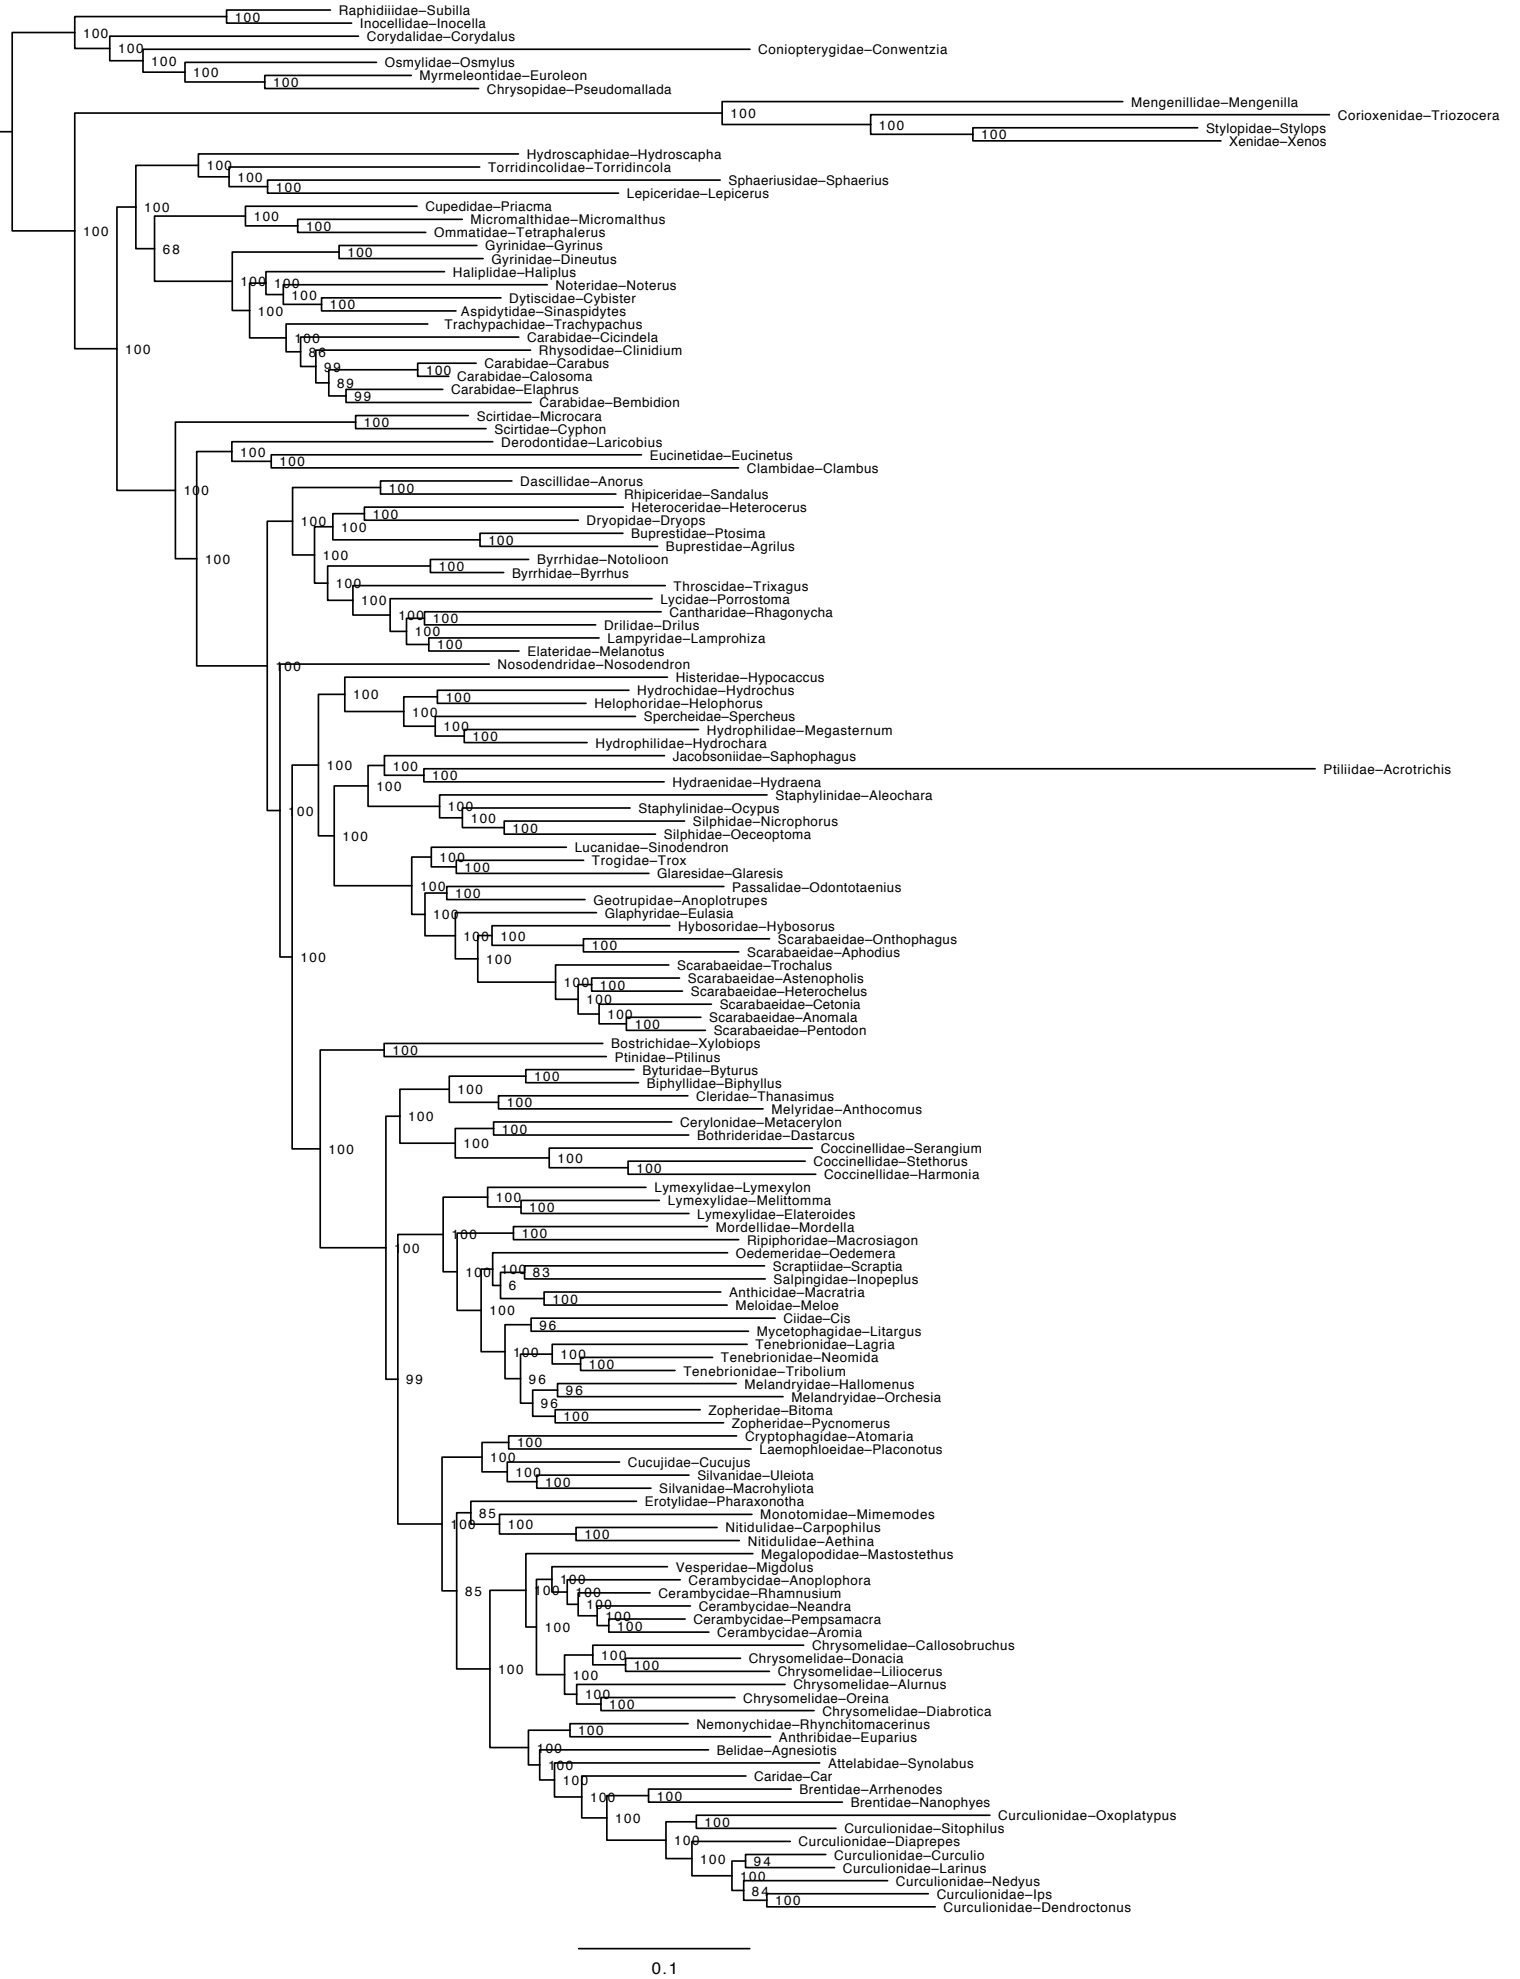 Raphidiiidae–Subilla
100
Inocellidae–Inocella
100
Corydalidae–Corydalus
100
Coniopterygidae–Conwentzia
Osmylidae–Osmylus
100
Myrmeleontidae–Euroleon
100
Chrysopidae–Pseudomallada
Mengenillidae–Mengenilla
100
Corioxenidae–Triozocera
100
Stylopidae–Stylops
100
Xenidae–Xenos
Hydroscaphidae–Hydroscapha
100
Torridincolidae–Torridincola
100
Sphaeriusidae–Sphaerius
100
Lepiceridae–Lepicerus
100
Cupedidae–Priacma
100
Micromalthidae–Micromalthus
100
Ommatidae–Tetraphalerus
100
68
Gyrinidae–Gyrinus
100
Gyrinidae–Dineutus
Haliplidae–Haliplus
100
100
Noteridae–Noterus
100
Dytiscidae–Cybister
100
Aspidytidae–Sinaspidytes
100
Trachypachidae–Trachypachus
100
Carabidae–Cicindela
86
Rhysodidae–Clinidium
99
Carabidae–Carabus
100
Carabidae–Calosoma
89
Carabidae–Elaphrus
99
Carabidae–Bembidion
100
Scirtidae–Microcara
100
Scirtidae–Cyphon
Derodontidae–Laricobius
100
Eucinetidae–Eucinetus
100
Clambidae–Clambus
100
Dascillidae–Anorus
100
Rhipiceridae–Sandalus
Heteroceridae–Heterocerus
100
Dryopidae–Dryops
100
100
Buprestidae–Ptosima
100
Buprestidae–Agrilus
100
100
Byrrhidae–Notolioon
100
Byrrhidae–Byrrhus
100
Throscidae–Trixagus
100
Lycidae–Porrostoma
100
Cantharidae–Rhagonycha
100
Drilidae–Drilus
100
Lampyridae–Lamprohiza
100
Elateridae–Melanotus
100
Nosodendridae–Nosodendron
Histeridae–Hypocaccus
100
Hydrochidae–Hydrochus
100
Helophoridae–Helophorus
100
Spercheidae–Spercheus
100
Hydrophilidae–Megasternum
100
Hydrophilidae–Hydrochara
Jacobsoniidae–Saphophagus
100
100
Ptiliidae–Acrotrichis
100
Hydraenidae–Hydraena
100
Staphylinidae–Aleochara
100
Staphylinidae–Ocypus
100
100
Silphidae–Nicrophorus
100
Silphidae–Oeceoptoma
100
Lucanidae–Sinodendron
100
Trogidae–Trox
100
Glaresidae–Glaresis
100
Passalidae–Odontotaenius
100
Geotrupidae–Anoplotrupes
100
Glaphyridae–Eulasia
Hybosoridae–Hybosorus
100
100
Scarabaeidae–Onthophagus
100
Scarabaeidae–Aphodius
100
100
Scarabaeidae–Trochalus
100
Scarabaeidae–Astenopholis
100
Scarabaeidae–Heterochelus
100
Scarabaeidae–Cetonia
100
Scarabaeidae–Anomala
100
Scarabaeidae–Pentodon
Bostrichidae–Xylobiops
100
Ptinidae–Ptilinus
Byturidae–Byturus
100
Biphyllidae–Biphyllus
100
Cleridae–Thanasimus
100
Melyridae–Anthocomus
100
Cerylonidae–Metacerylon
100
Bothrideridae–Dastarcus
100
100
Coccinellidae–Serangium
100
Coccinellidae–Stethorus
100
Coccinellidae–Harmonia
Lymexylidae–Lymexylon
100
Lymexylidae–Melittomma
100
Lymexylidae–Elateroides
Mordellidae–Mordella
100
100
Ripiphoridae–Macrosiagon
100
Oedemeridae–Oedemera
100
100
Scraptiidae–Scraptia
83
Salpingidae–Inopeplus
6
Anthicidae–Macratria
100
Meloidae–Meloe
100
Ciidae–Cis
96
Mycetophagidae–Litargus
Tenebrionidae–Lagria
100
100
Tenebrionidae–Neomida
100
Tenebrionidae–Tribolium
99
96
Melandryidae–Hallomenus
96
Melandryidae–Orchesia
96
Zopheridae–Bitoma
100
Zopheridae–Pycnomerus
Cryptophagidae–Atomaria
100
Laemophloeidae–Placonotus
100
Cucujidae–Cucujus
100
Silvanidae–Uleiota
100
Silvanidae–Macrohyliota
Erotylidae–Pharaxonotha
85
Monotomidae–Mimemodes
100
100
Nitidulidae–Carpophilus
100
Nitidulidae–Aethina
Megalopodidae–Mastostethus
Vesperidae–Migdolus
100
Cerambycidae–Anoplophora
85
100
100
Cerambycidae–Rhamnusium
100
Cerambycidae–Neandra
100
Cerambycidae–Pempsamacra
100
100
Cerambycidae–Aromia
Chrysomelidae–Callosobruchus
100
Chrysomelidae–Donacia
100
100
Chrysomelidae–Liliocerus
100
Chrysomelidae–Alurnus
100
Chrysomelidae–Oreina
100
Chrysomelidae–Diabrotica
Nemonychidae–Rhynchitomacerinus
100
Anthribidae–Euparius
100
Belidae–Agnesiotis
100
Attelabidae–Synolabus
100
Caridae–Car
100
Brentidae–Arrhenodes
100
Brentidae–Nanophyes
100
Curculionidae–Oxoplatypus
100
Curculionidae–Sitophilus
100
Curculionidae–Diaprepes
100
Curculionidae–Curculio
94
Curculionidae–Larinus
100
Curculionidae–Nedyus
84
Curculionidae–Ips
100
Curculionidae–Dendroctonus
0.1